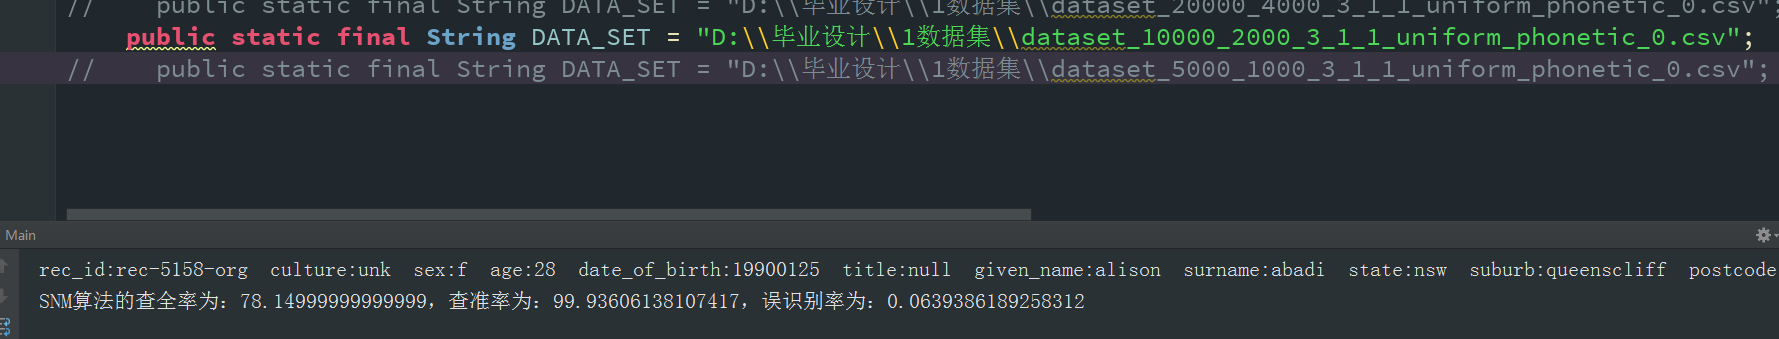 //    public static final String DATA_SET = "D:\\毕业设计\\1数据集\\dataset_20000_4000_3_1_1_uniform_phonetic_0.csv";
public static final String DATA_SET = "D:\\毕业设计\\1数据集\\dataset_10000_2000_3_1_1_uniform_phonetic_0.csv";
//    public static final String DATA_SET = "D:\\毕业设计\\1数据集\\dataset_5000_1000_3_1_1_uniform_phonetic_0.csv";
Main
rec_id:rec-5158-org  culture:unk  sex:f  age:28  date_of_birth:19900125  title:null  given_name:alison  surname:abadi  state:nsw  suburb:queenscliff  postcode
SNM算法的查全率为: 78.14999999999999, 查准率为: 99.93606138107417, 误识别率为: 0.0639386189258312